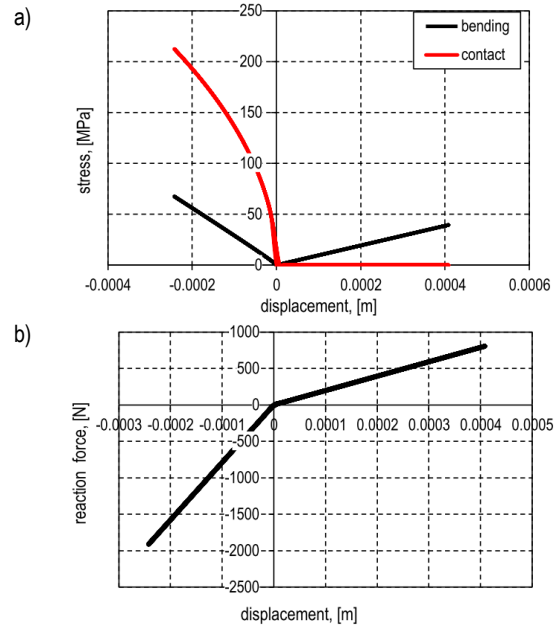 a)
250
200
150
100
50
0
-0.0004 -0.0002 0 0.0002 0.0004 0.0006
stress, [MPa]
displacement, [m]
bending
contact
b)
1000
500
0
-500
-1000
-1500
-2000
-2500
-0.0003 -0.0002 -0.0001 0 0.0001 0.0002 0.0003 0.0004 0.0005
reaction force, [N]
displacement, [m]